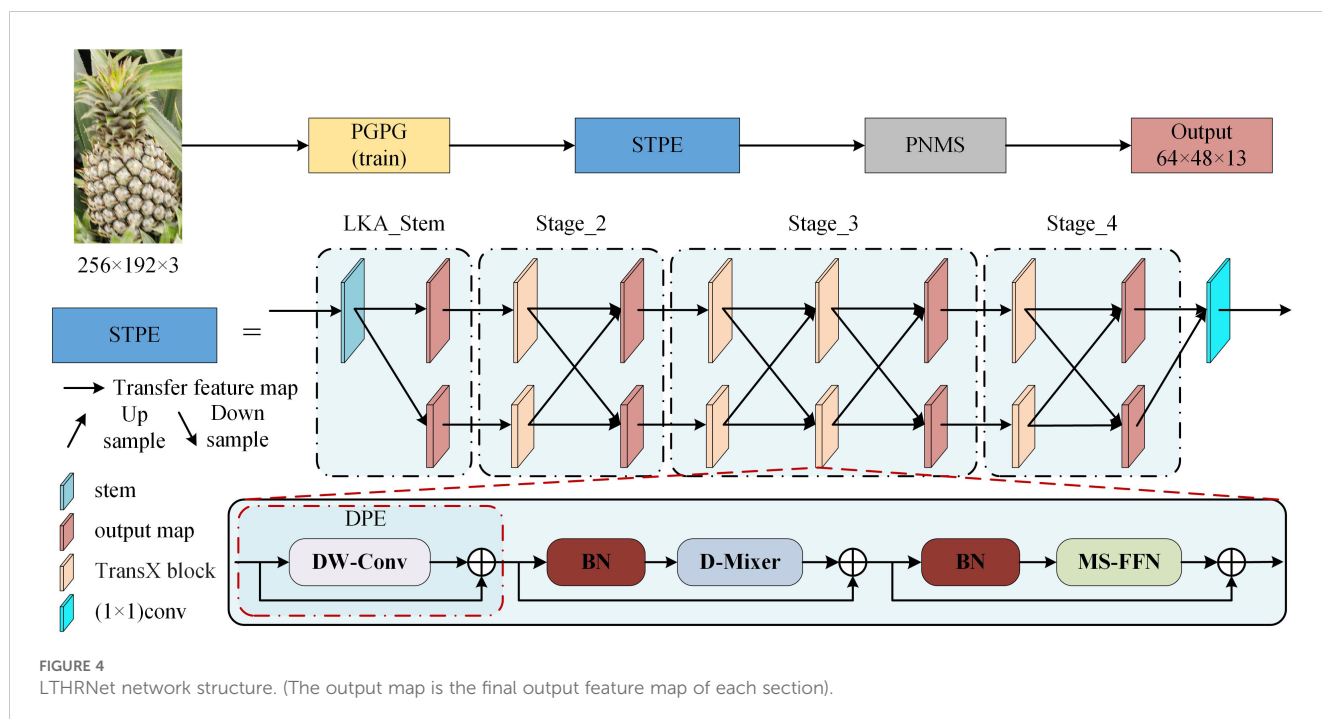 PGPG
(train)
STPE
PNMS
Output
64×48×13
256×192×3
LKA_Stem
Stage_2
Stage_3
Stage_4
STPE
=
Transfer feature map
Up
sample
Down
sample
stem
output map
TransX block
(1×1)conv
DPE
DW-Conv
BN
D-Mixer
BN
MS-FFN
FIGURE 4
LTHRNet network structure. (The output map is the final output feature map of each section).